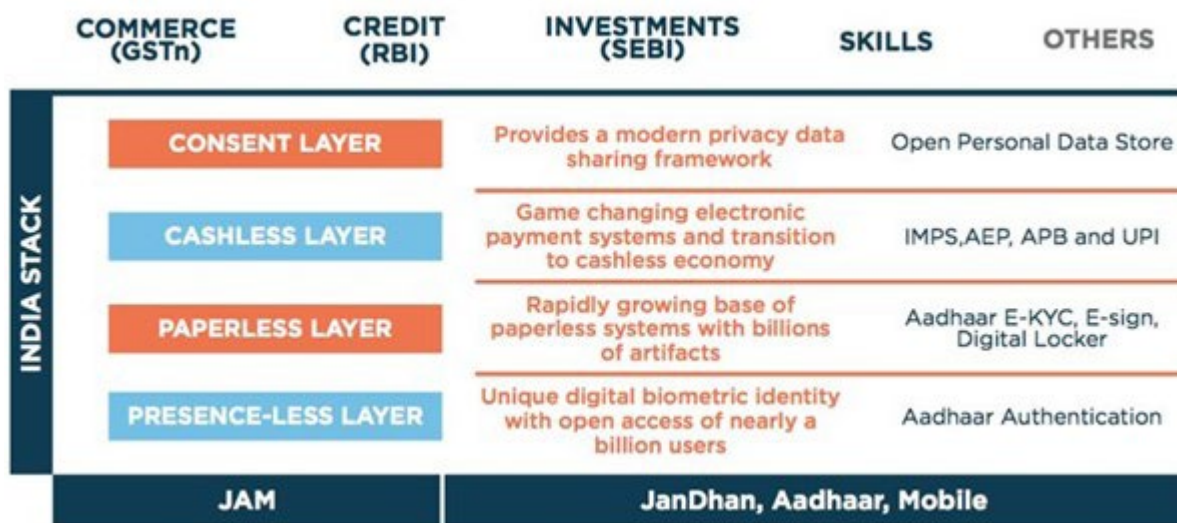 COMMERCE
(GSTn)
CREDIT
(RBI)
INVESTMENTS
(SEBI)
SKILLS
OTHERS
INDIA STACK
CONSENT LAYER
Provides a modern privacy data
sharing framework
Open Personal Data Store
CASHLESS LAYER
Game changing electronic
payment systems and transition
to cashless economy
IMPS,AEP, APB and UPI
PAPERLESS LAYER
Rapidly growing base of
paperless systems with billions
of artifacts
Aadhaar E-KYC, E-sign,
Digital Locker
PRESENCE-LESS LAYER
Unique digital biometric identity
with open access of nearly a
billion users
Aadhaar Authentication
JAM
JanDhan, Aadhaar, Mobile